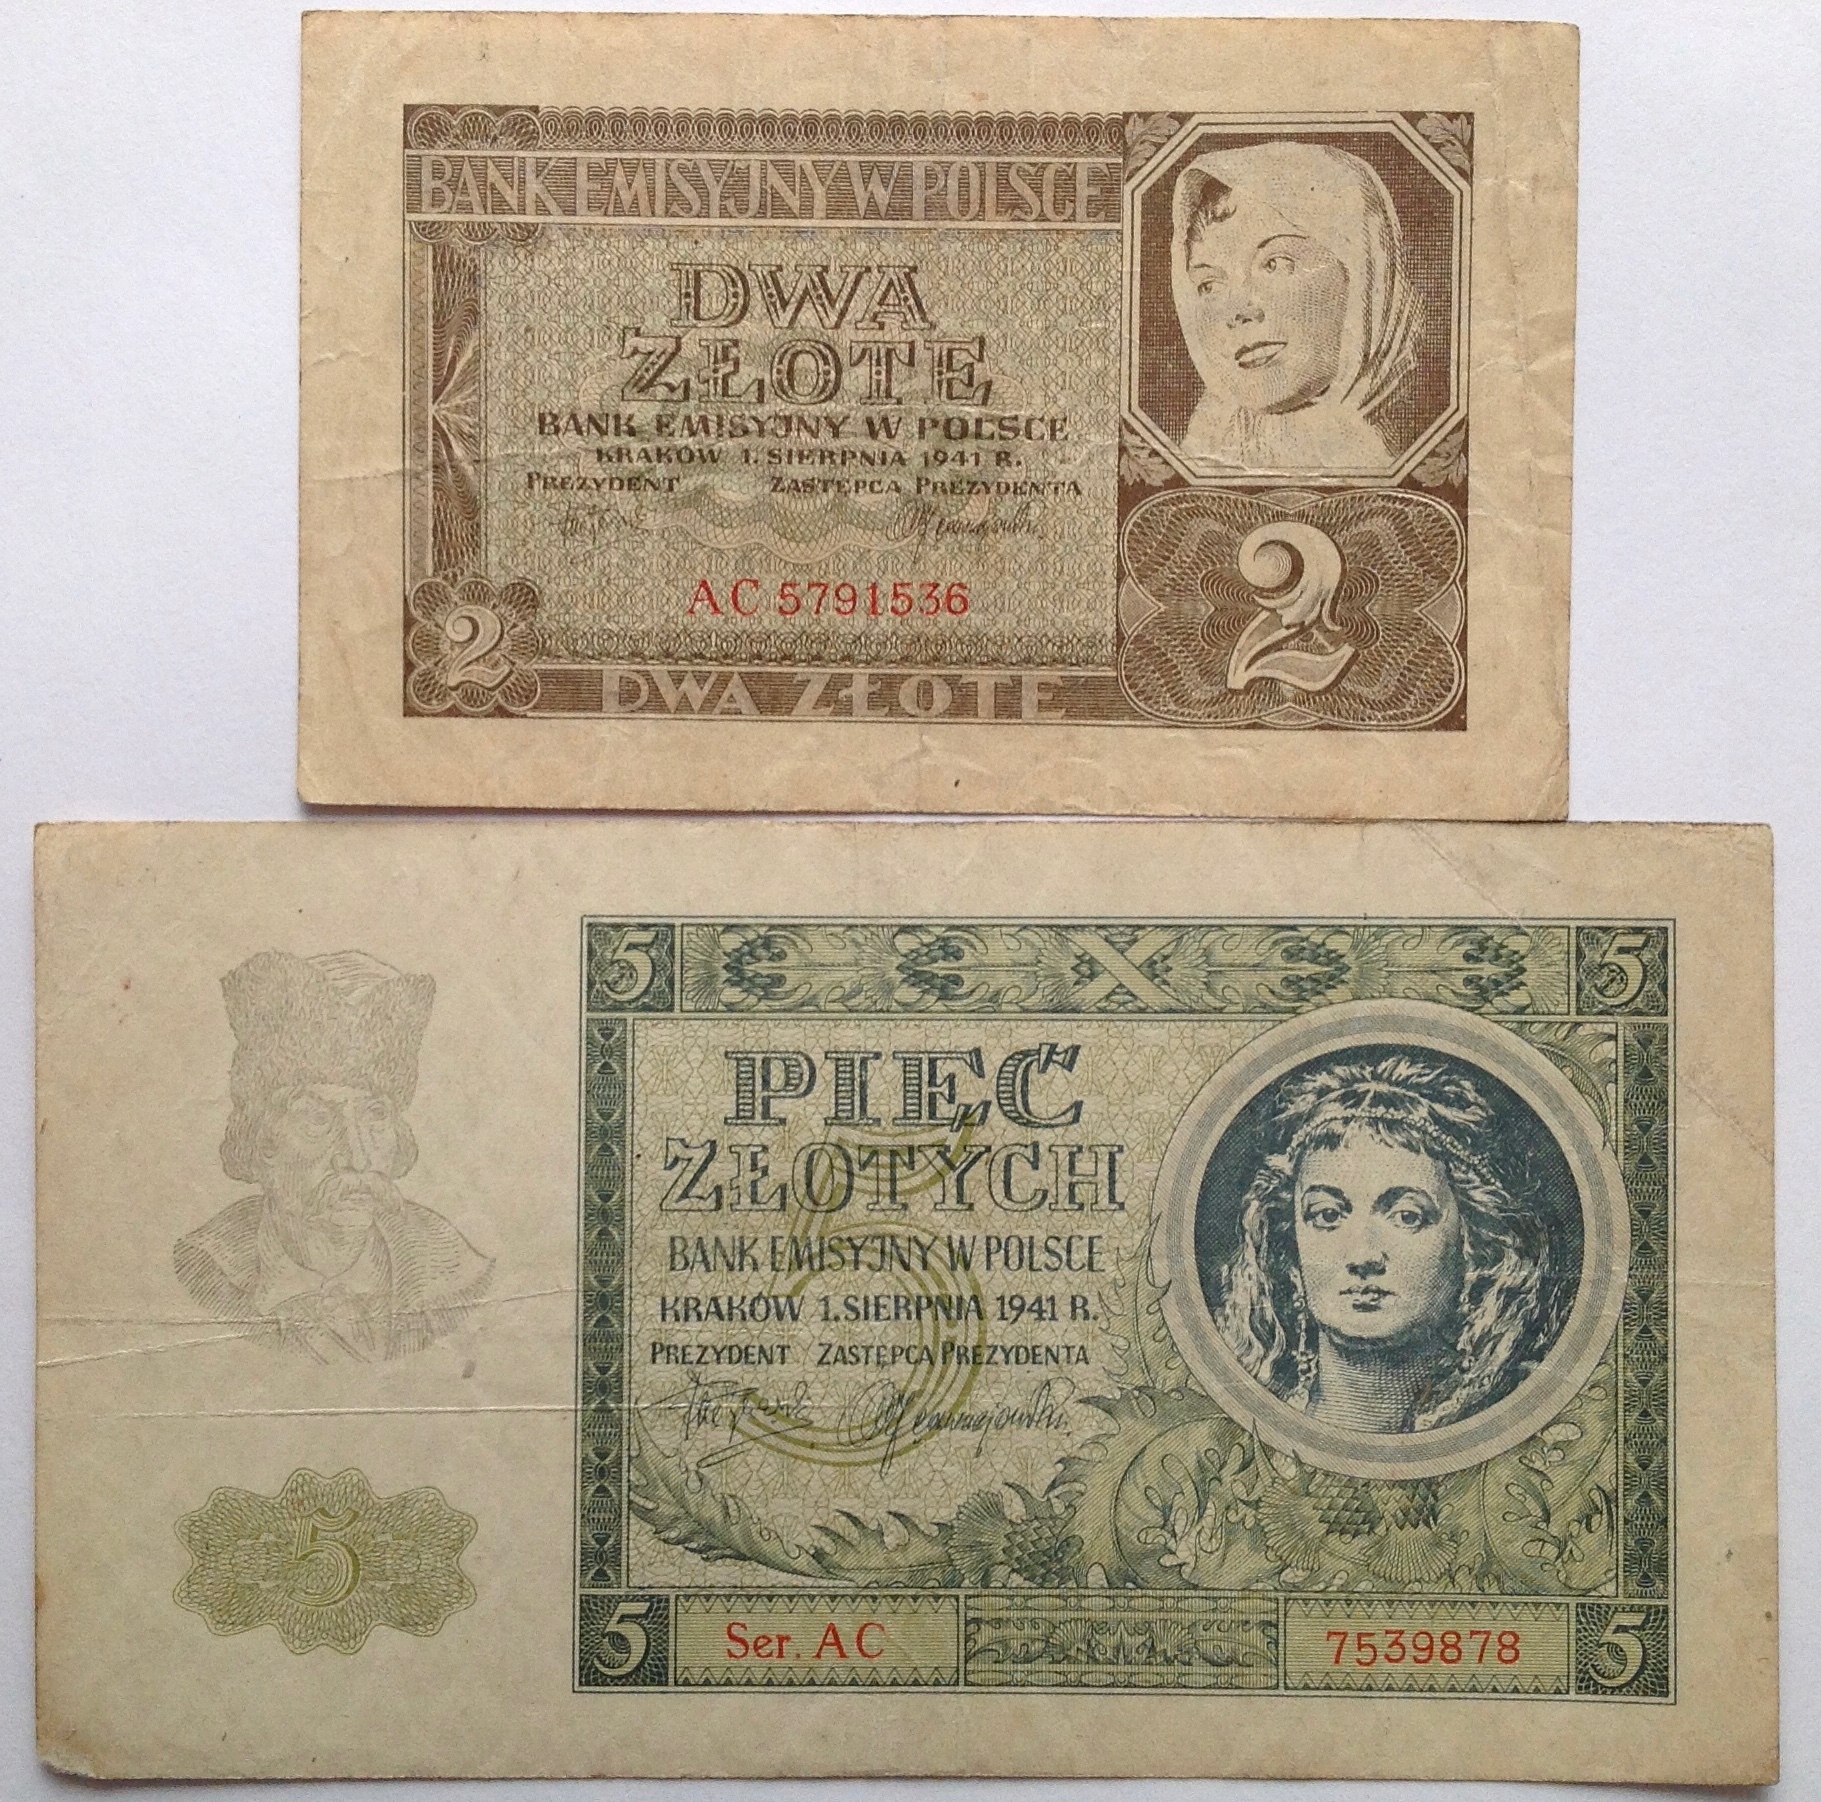 BANK EMISYJNY W POLSCE
DWA
ZŁOTE
BANK EMISYJNY W POLSCE
KRAKÓW 1. SIERPNIA 1941 R.
PREZYDENT ZASTĘPCA PREZYDENTA
AC 5791536
2
2
DWA ZŁOTE
5 5
PIĘĆ
ZŁOTYCH
BANK EMISYJNY W POLSCE
KRAKÓW 1. SIERPNIA 1941 R.
PREZYDENT ZASTĘPCA PREZYDENTA
5
5
5 Ser. AC 7539878 5